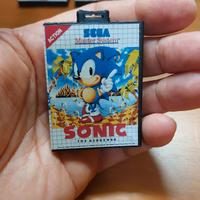 ACTION
SEGA
Master System
SONIC
THE HEDGEHOG